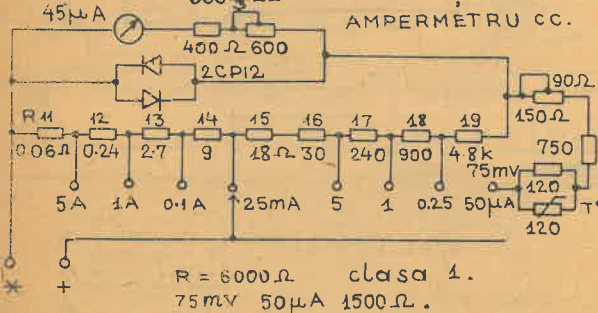 45µA
AMPERMÉTRU CC.
400Ω 600
2CP12
90Ω
150Ω
R11 12 13 14 15 16 17 18 19
0.06Ω 0.24 2.7 9 18Ω 30 240 900 4.8k
750
75mV
120
5A 1A 0.1A 25mA 5 1 0.25 50µA T°
120
* +
R = 6000Ω clasa 1.
75mV 50µA 1500Ω.